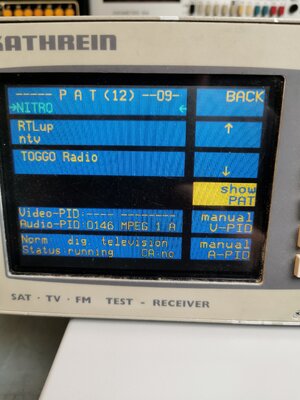 KATHREIN
----- P A T (12) --09-
→NITRO ←
BACK
RTLup
ntv
↑
TOGGO Radio
↓
show
PAT
Video-PID:---- --------
Audio-PID:0146 MPEG 1 A
manual
V-PID
Norm dig. television
Status:running CA:no
manual
A-PID
SAT · TV · FM TEST - RECEIVER